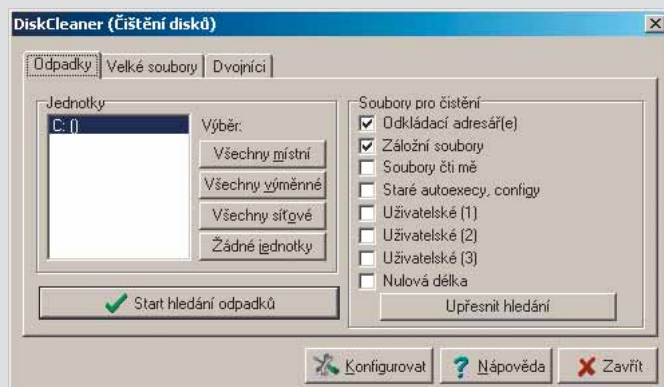 DiskCleaner (Čištění disků)
Odpadky
Velké soubory
Dvojníci
Jednotky
C: ()
Výběr:
Všechny místní
Všechny výměnné
Všechny síťové
Žádné jednotky
Start hledání odpadků
Soubory pro čistění
Odkládací adresář(e)
Záložní soubory
Soubory čti mě
Staré autoexecy, configy
Uživatelské (1)
Uživatelské (2)
Uživatelské (3)
Nulová délka
Upřesnit hledání
Konfigurovat
Nápověda
Zavřít